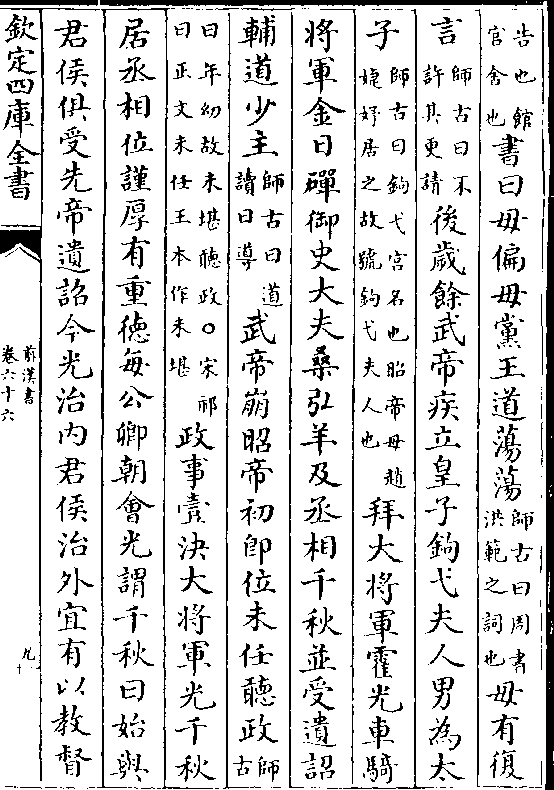 告也館官舍也書曰毋偏毋黨王道蕩蕩師古曰周書洪範之詞也毋有復
言師古曰不許其更請後歲餘武帝疾立皇子鉤弋夫人男為太
子師古曰鉤弋宮名也昭帝母趙婕妤居之故號鉤弋夫人也拜大將軍霍光車騎
將軍金日磾御史大夫桑弘羊及丞相千秋並受遺詔
輔道少主師古曰道讀曰導武帝崩昭帝初即位未任聽政師古
曰年幼故未堪聽政○宋祁曰正文未任王本作未堪政事壹決大將軍光千秋
居丞相位謹厚有重德每公卿朝會光謂千秋曰始與
君侯俱受先帝遺詔今光治內君侯治外宜有以教督
欽定四庫全書
前漢書
卷六十六
九